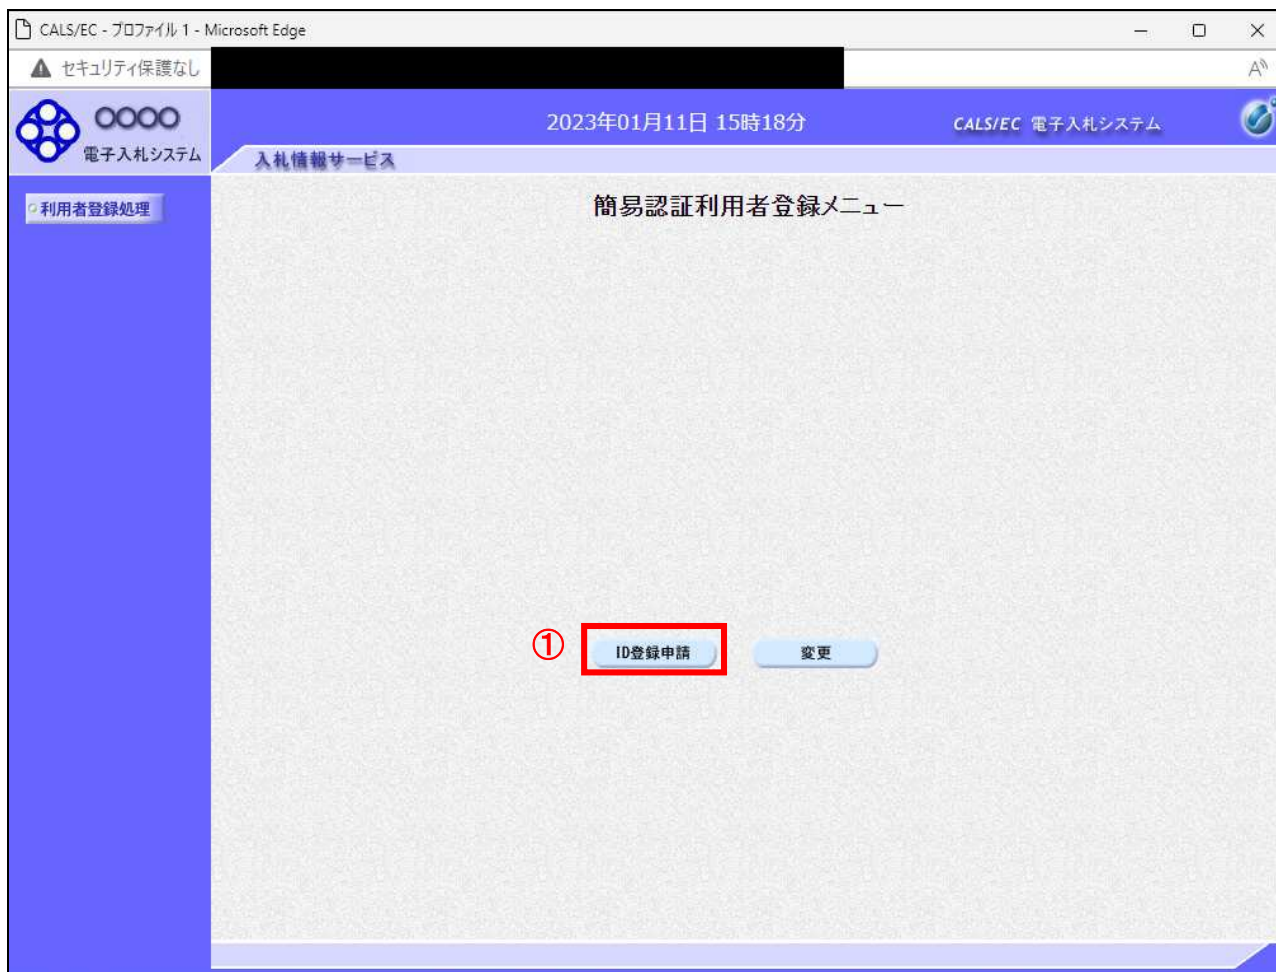 CALS/EC - プロファイル 1 - Microsoft Edge
セキュリティ保護なし
〇〇〇〇
電子入札システム
2023年01月11日 15時18分
CALS/EC 電子入札システム
入札情報サービス
利用者登録処理
簡易認証利用者登録メニュー
① ID登録申請 変更